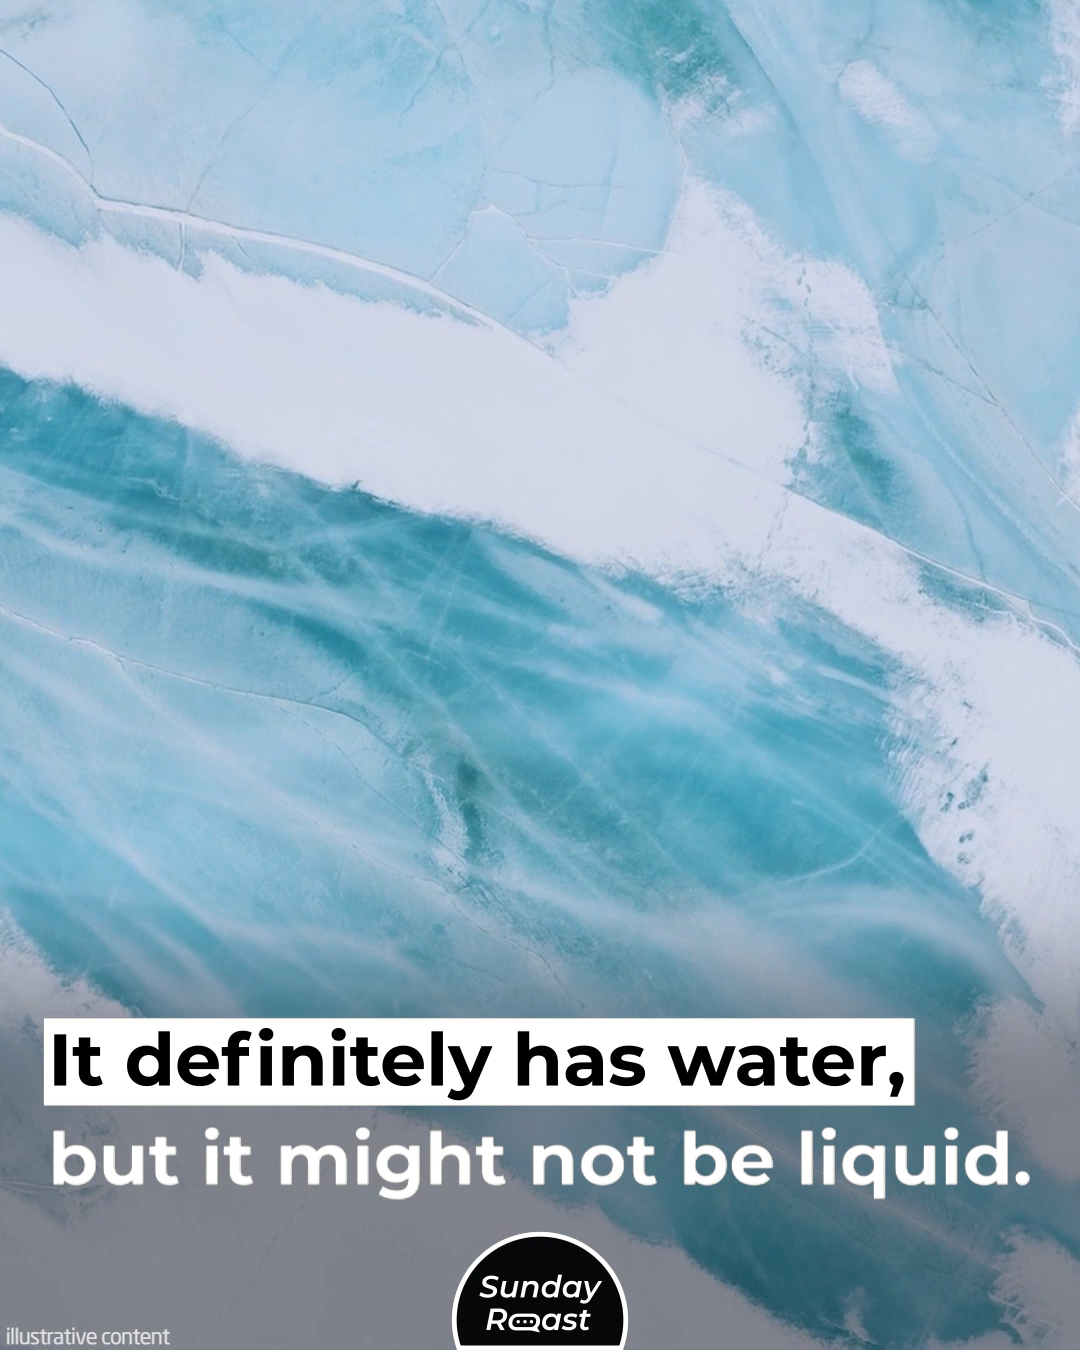 It definitely has water,
but it might not be liquid.
Sunday
Roast
illustrative content